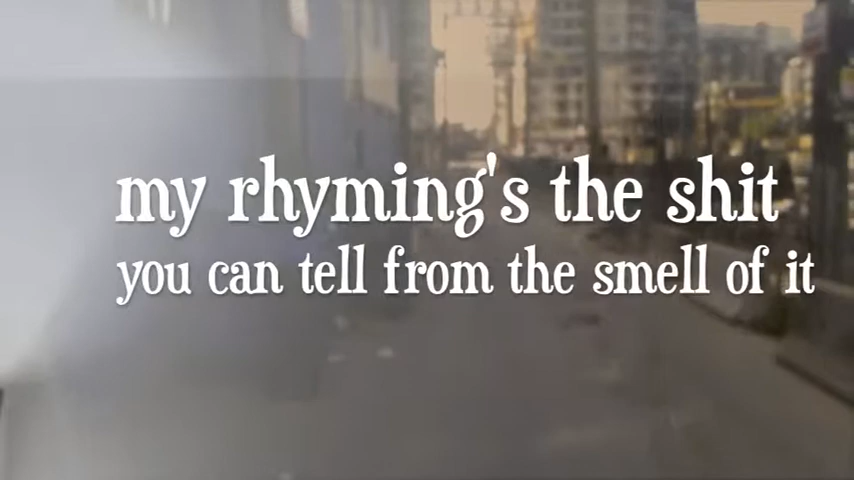 my rhyming's the shit
you can tell from the smell of it